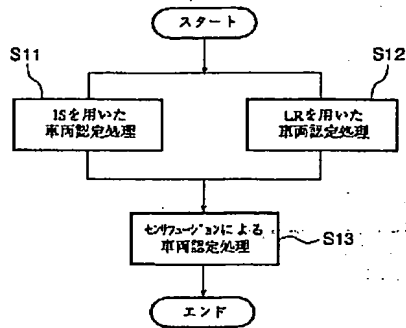 スタート
S11
S12
ISを用いた
車両認定処理
LRを用いた
車両認定処理
センサフュージョンによる
車両認定処理
S13
エンド